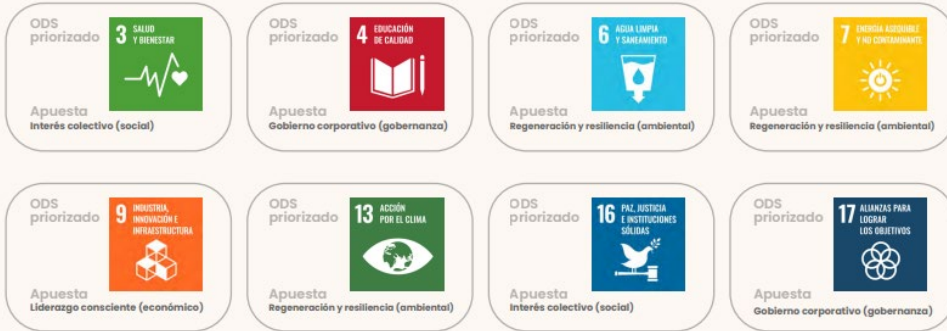 ODS
priorizado
3 SALUD
Y BIENESTAR
Apuesta
Interés colectivo (social)
ODS
priorizado
4 EDUCACIÓN
DE CALIDAD
Apuesta
Gobierno corporativo (gobernanza)
ODS
priorizado
6 AGUA LIMPIA
Y SANEAMIENTO
Apuesta
Regeneración y resiliencia (ambiental)
ODS
priorizado
7 ENERGÍA ASEQUIBLE
Y NO CONTAMINANTE
Apuesta
Regeneración y resiliencia (ambiental)
ODS
priorizado
9 INDUSTRIA,
INNOVACIÓN E
INFRAESTRUCTURA
Apuesta
Liderazgo consciente (económico)
ODS
priorizado
13 ACCIÓN
POR EL CLIMA
Apuesta
Regeneración y resiliencia (ambiental)
ODS
priorizado
16 PAZ, JUSTICIA
E INSTITUCIONES
SÓLIDAS
Apuesta
Interés colectivo (social)
ODS
priorizado
17 ALIANZAS PARA
LOGRAR
LOS OBJETIVOS
Apuesta
Gobierno corporativo (gobernanza)